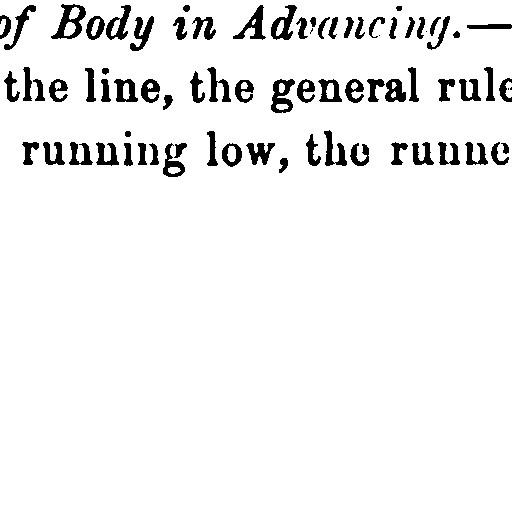 of Body in Advancing.—
the line, the general rule
running low, the runne